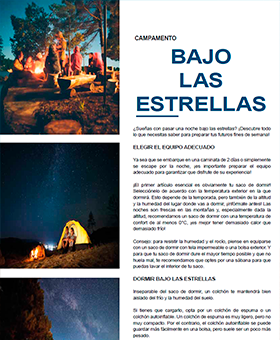 CAMPAMENTO
BAJO
LAS
ESTRELLAS
¿Sueñas con pasar una noche bajo las estrellas? ¡Descubre todo
lo que necesitas saber para preparar tus futuros fines de semana!
ELEGIR EL EQUIPO ADECUADO
Ya sea que se embarque en una caminata de 2 días o simplemente
se escape por la noche, ¡es importante preparar el equipo
adecuado para garantizar que disfrute de su experiencia!
¡El primer artículo esencial es obviamente tu saco de dormir!
Selecciónelo de acuerdo con la temperatura exterior en la que
dormirá. Este depende de la temperatura, pero también de la altitud
y la humedad del lugar donde vas a dormir, ¡infórmate antes! Las
noches son frescas en las montañas y, especialmente dada la
altitud, recomendamos un saco de dormir con una temperatura de
confort de al menos 0°C, ¡es mejor tener demasiado calor que
demasiado frío!
Consejo: para resistir la humedad y el rocío, piense en equiparse
con un saco de dormir con tela impermeable o una bolsa exterior. Y
para que tu saco de dormir dure el mayor tiempo posible y que no
huela mal, te recomendamos que optes por una sábana para que
puedas lavar el interior de tu saco.
DORMIR BAJO LAS ESTRELLAS
Inseparable del saco de dormir, un colchón te mantendrá bien
aislado del frío y la humedad del suelo.
Si tienes que cargarlo, opta por un colchón de espuma o un
colchón autoinflable. Un colchón de espuma es muy ligero, pero no
muy compacto. Por el contrario, el colchón autoinflable se puede
guardar más fácilmente en una bolsa, pero suele ser un poco más
pesado.